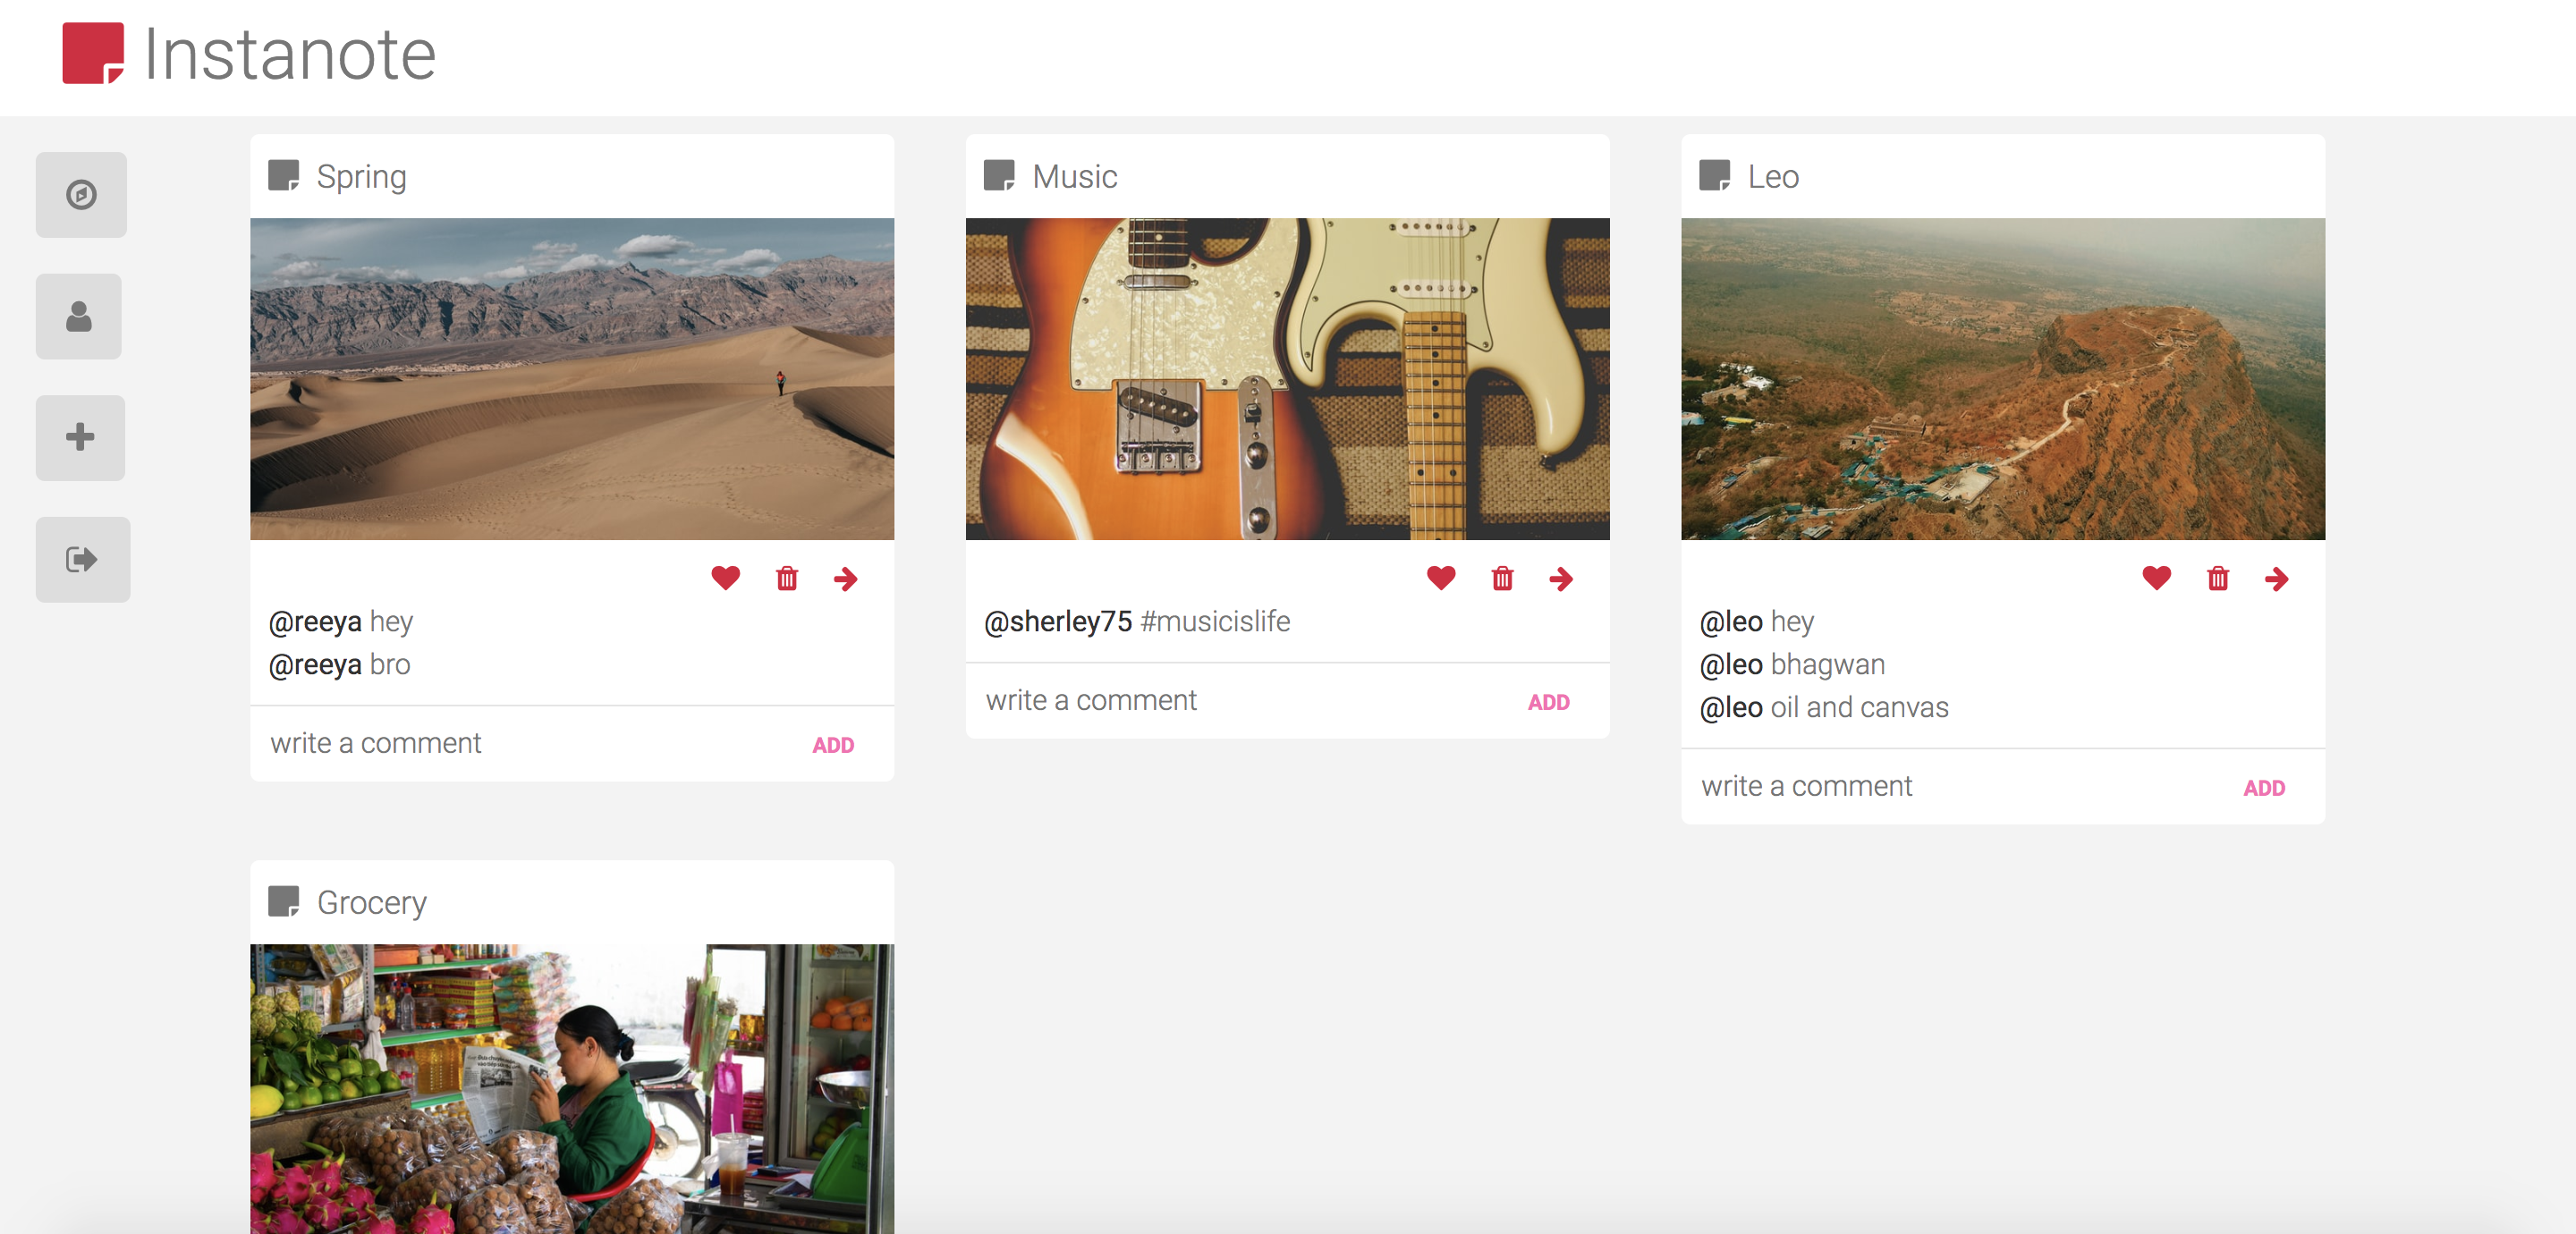 Instanote
Spring
@reeya hey
@reeya bro
write a comment
ADD
Music
@sherley75 #musicislife
write a comment
ADD
Leo
@leo hey
@leo bhagwan
@leo oil and canvas
write a comment
ADD
Grocery